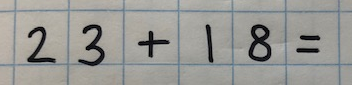 23 + 18 =